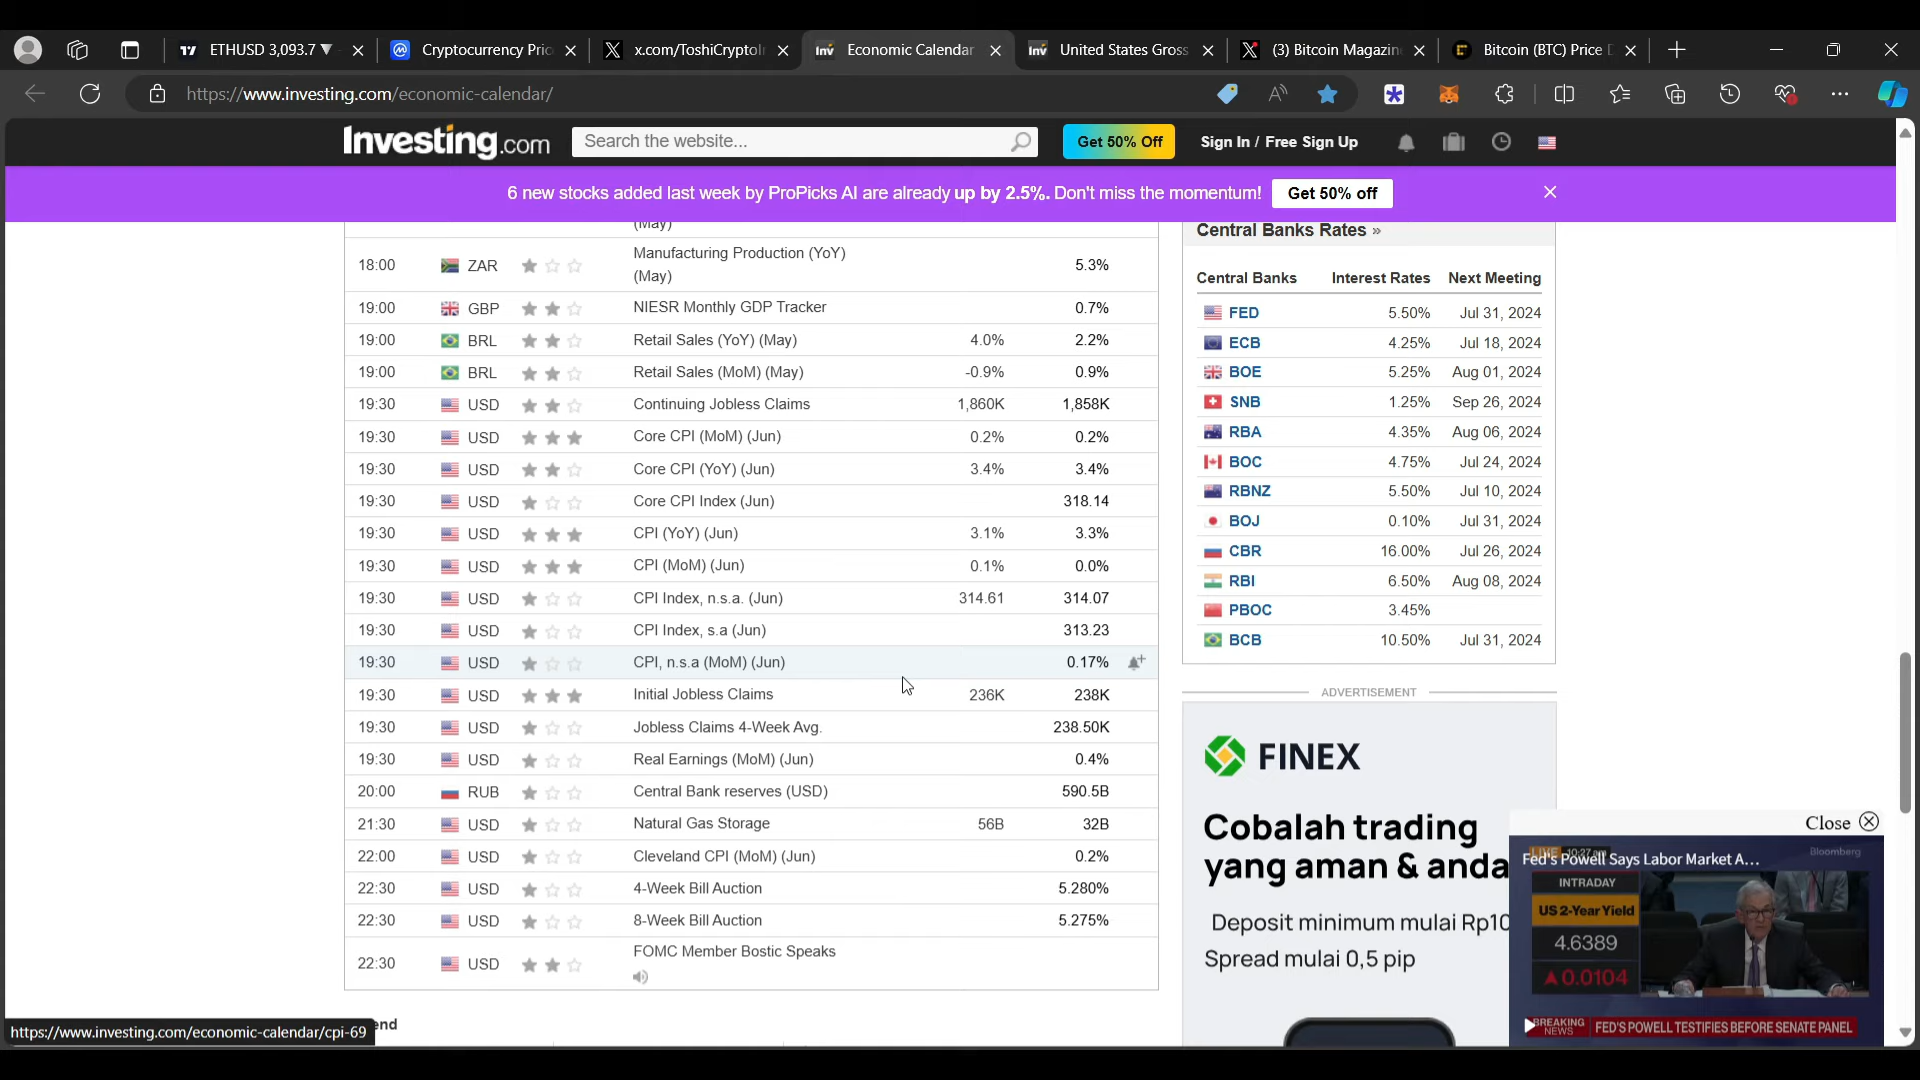 ETHUSD 3,093.7 ▼
Cryptocurrency Pric
x.com/ToshiCryptoI
Economic Calendar
United States Gross
(3) Bitcoin Magazin
Bitcoin (BTC) Price D
https://www.investing.com/economic-calendar/
Investing.com
Search the website...
Get 50% Off
Sign In / Free Sign Up
6 new stocks added last week by ProPicks AI are already up by 2.5%. Don't miss the momentum!
Get 50% off
(May)
18:00 ZAR Manufacturing Production (YoY) 5.3%
(May)
19:00 GBP NIESR Monthly GDP Tracker 0.7%
19:00 BRL Retail Sales (YoY) (May) 4.0% 2.2%
19:00 BRL Retail Sales (MoM) (May) -0.9% 0.9%
19:30 USD Continuing Jobless Claims 1,860K 1,858K
19:30 USD Core CPI (MoM) (Jun) 0.2% 0.2%
19:30 USD Core CPI (YoY) (Jun) 3.4% 3.4%
19:30 USD Core CPI Index (Jun) 318.14
19:30 USD CPI (YoY) (Jun) 3.1% 3.3%
19:30 USD CPI (MoM) (Jun) 0.1% 0.0%
19:30 USD CPI Index, n.s.a. (Jun) 314.61 314.07
19:30 USD CPI Index, s.a (Jun) 313.23
19:30 USD CPI, n.s.a (MoM) (Jun) 0.17%
19:30 USD Initial Jobless Claims 236K 238K
19:30 USD Jobless Claims 4-Week Avg. 238.50K
19:30 USD Real Earnings (MoM) (Jun) 0.4%
20:00 RUB Central Bank reserves (USD) 590.5B
21:30 USD Natural Gas Storage 56B 32B
22:00 USD Cleveland CPI (MoM) (Jun) 0.2%
22:30 USD 4-Week Bill Auction 5.280%
22:30 USD 8-Week Bill Auction 5.275%
22:30 USD FOMC Member Bostic Speaks
end
https://www.investing.com/economic-calendar/cpi-69
Central Banks Rates »
Central Banks Interest Rates Next Meeting
FED 5.50% Jul 31, 2024
ECB 4.25% Jul 18, 2024
BOE 5.25% Aug 01, 2024
SNB 1.25% Sep 26, 2024
RBA 4.35% Aug 06, 2024
BOC 4.75% Jul 24, 2024
RBNZ 5.50% Jul 10, 2024
BOJ 0.10% Jul 31, 2024
CBR 16.00% Jul 26, 2024
RBI 6.50% Aug 08, 2024
PBOC 3.45%
BCB 10.50% Jul 31, 2024
ADVERTISEMENT
FINEX
Cobalah trading
yang aman & anda
Deposit minimum mulai Rp10
Spread mulai 0,5 pip
Close
Fed's Powell Says Labor Market A...
Bloomberg
INTRADAY
US 2-Year Yield
4.6389
▲0.0104
BREAKING NEWS FED'S POWELL TESTIFIES BEFORE SENATE PANEL